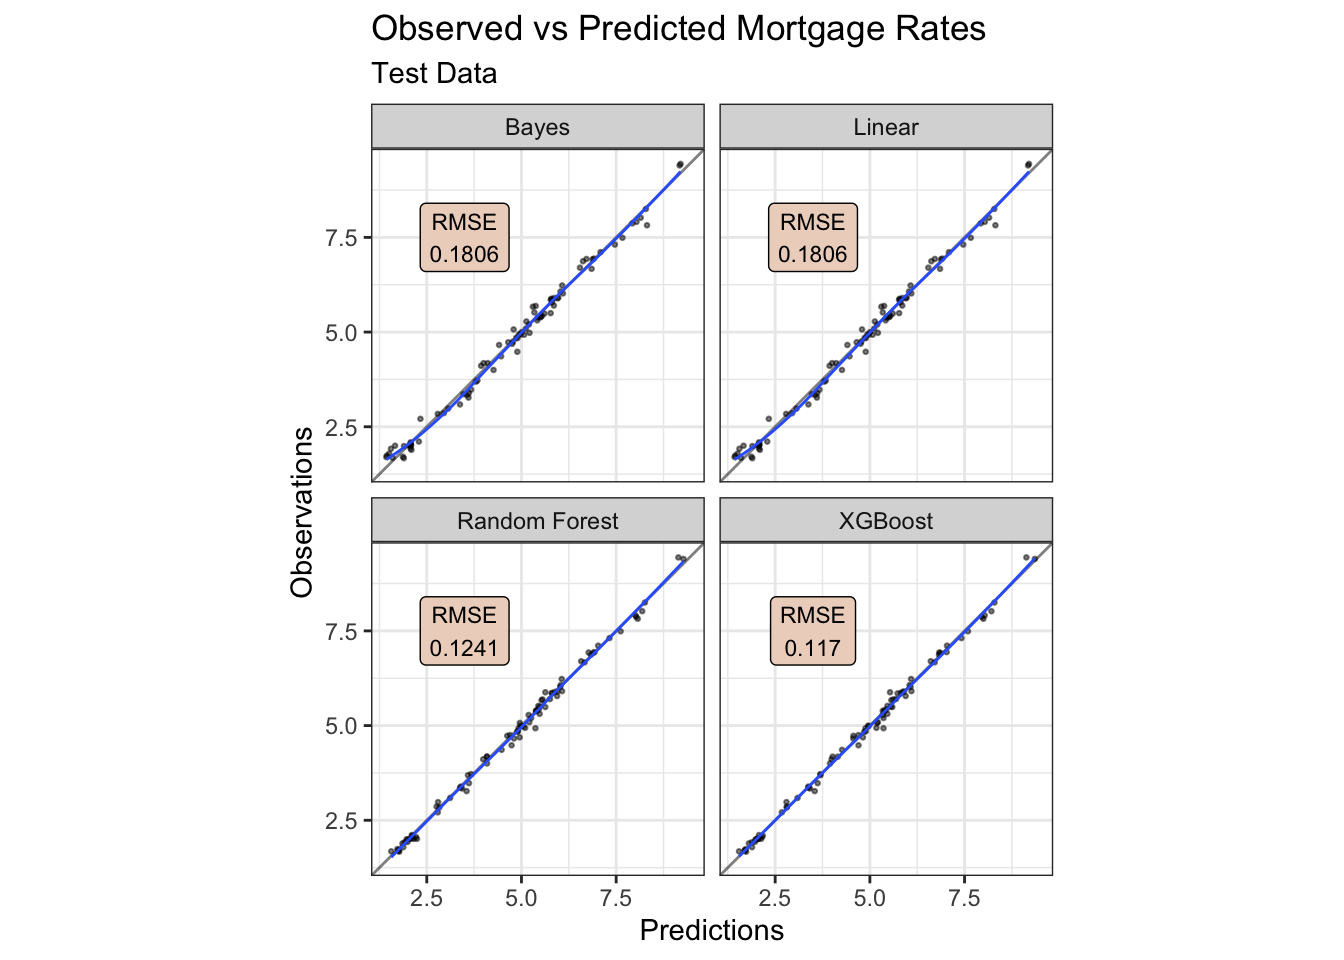 Observed vs Predicted Mortgage Rates
Test Data
Bayes
Linear
RMSE
0.1806
RMSE
0.1806
7.5
5.0
2.5
Observations
Random Forest
XGBoost
RMSE
0.1241
RMSE
0.117
7.5
5.0
2.5
2.5
5.0
7.5
2.5
5.0
7.5
Predictions